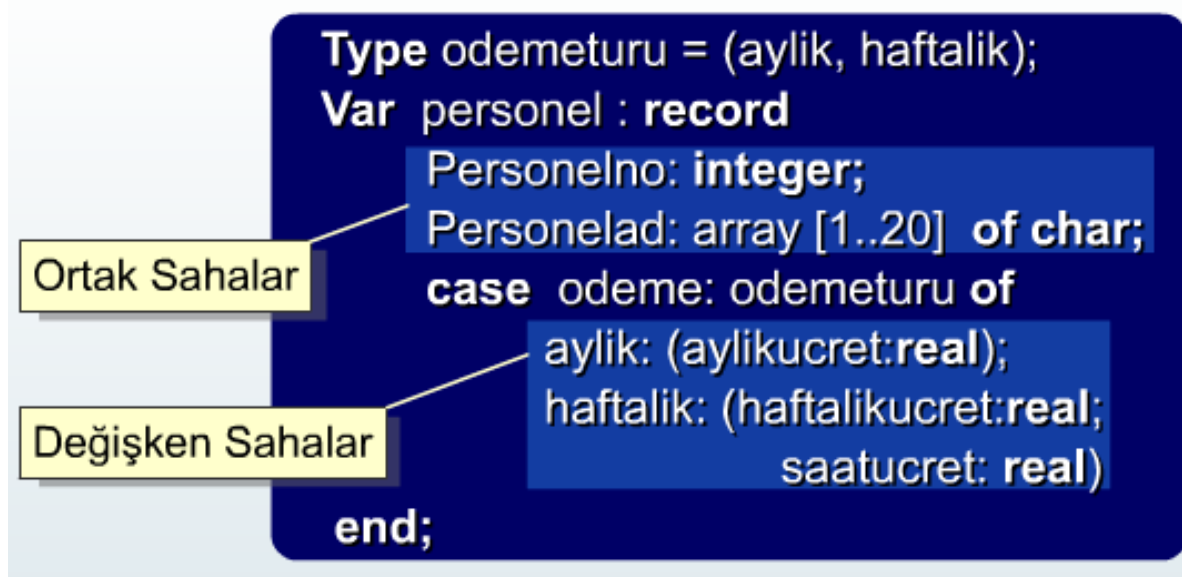 Type odemeturu = (aylik, haftalik);
Var personel : record
Personelno: integer;
Personelad: array [1..20] of char;
Ortak Sahalar
case odeme: odemeturu of
aylik: (aylikucret:real);
haftalik: (haftalikucret:real;
Değişken Sahalar
saatucret: real)
end;